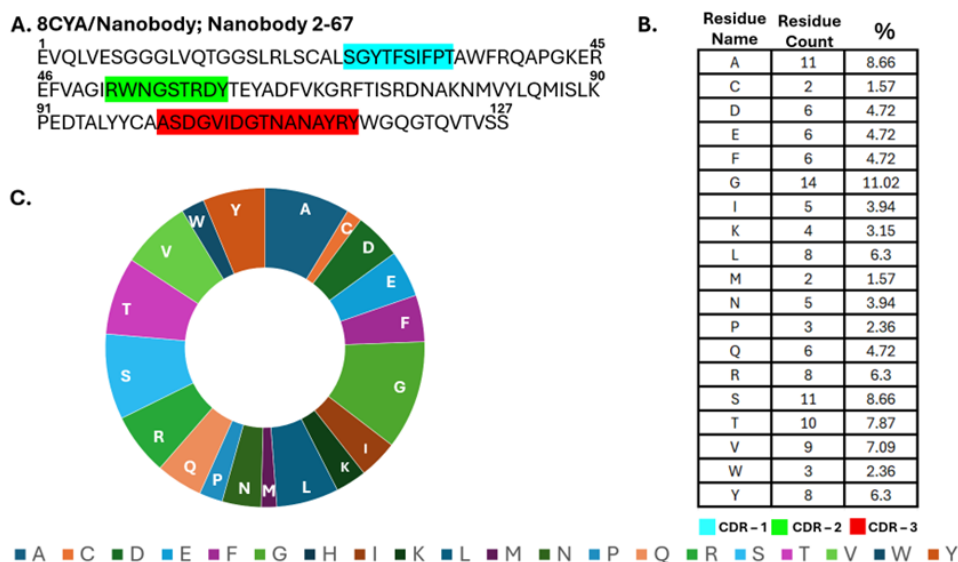 A. 8CYA/Nanobody; Nanobody 2-67
1 45
EVQLVESGGGLVQTGGSLRLSCALSGYTFSIFPTAWFRQAPGKER
46 90
EFVAGIRWNGSTRDYTEYADFVKGRFTISRDNAKNMVYLQMISLK
91 127
PEDTALYYCAASDGVIDGTNANAYRYWGQGTQVTVSS
B.
Residue Name Residue Count %
A 11 8.66
C 2 1.57
D 6 4.72
E 6 4.72
F 6 4.72
G 14 11.02
I 5 3.94
K 4 3.15
L 8 6.3
M 2 1.57
N 5 3.94
P 3 2.36
Q 6 4.72
R 8 6.3
S 11 8.66
T 10 7.87
V 9 7.09
W 3 2.36
Y 8 6.3
CDR – 1 CDR – 2 CDR – 3
C.
A
C
D
E
F
G
I
K
L
M
N
P
Q
R
S
T
V
W
Y
A C D E F G H I K L M N P Q R S T V W Y